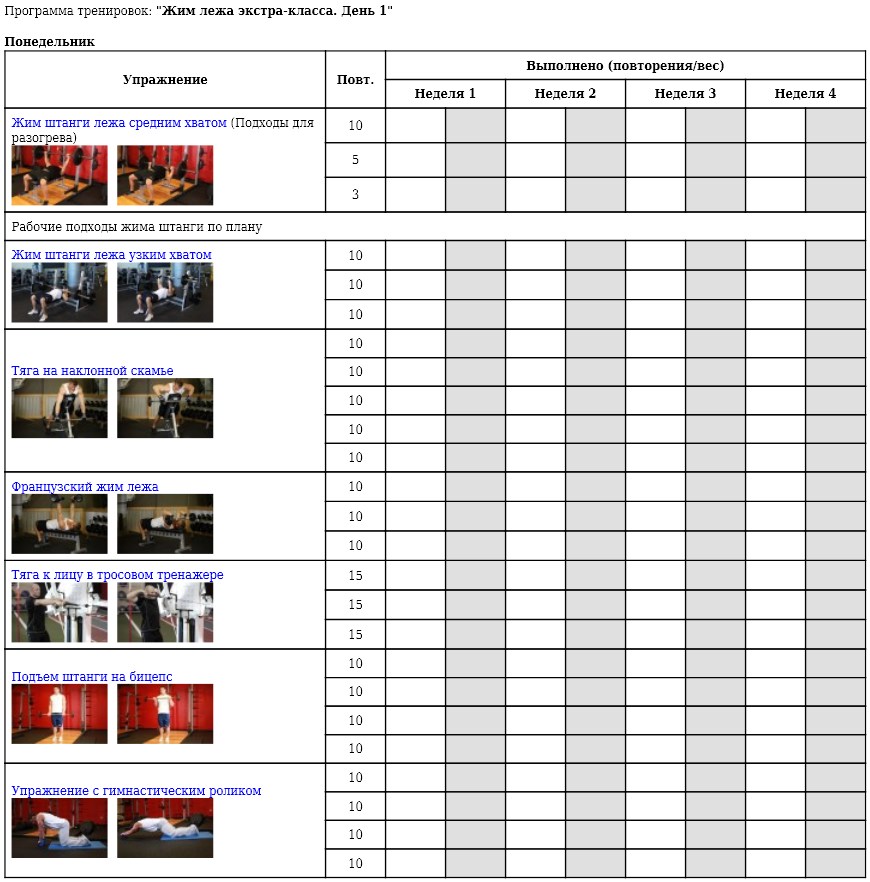 Программа тренировок: "Жим лежа экстра-класса. День 1"
Понедельник
Упражнение
Повт.
Выполнено (повторения/вес)
Неделя 1
Неделя 2
Неделя 3
Неделя 4
Жим штанги лежа средним хватом (Подходы для
разогрева)
10
5
3
Рабочие подходы жима штанги по плану
Жим штанги лежа узким хватом
10
10
10
Тяга на наклонной скамье
10
10
10
10
10
Французский жим лежа
10
10
10
Тяга к лицу в тросовом тренажере
15
15
15
Подъем штанги на бицепс
10
10
10
10
Упражнение с гимнастическим роликом
10
10
10
10